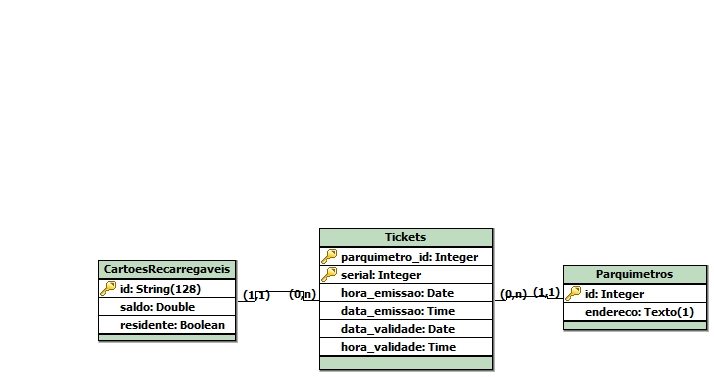 CartoesRecarregaveis
id: String(128)
saldo: Double
residente: Boolean
(1,1)
(0,n)
Tickets
parquimetro_id: Integer
serial: Integer
hora_emissao: Date
data_emissao: Time
data_validade: Date
hora_validade: Time
(0,n)
(1,1)
Parquimetros
id: Integer
endereco: Texto(1)